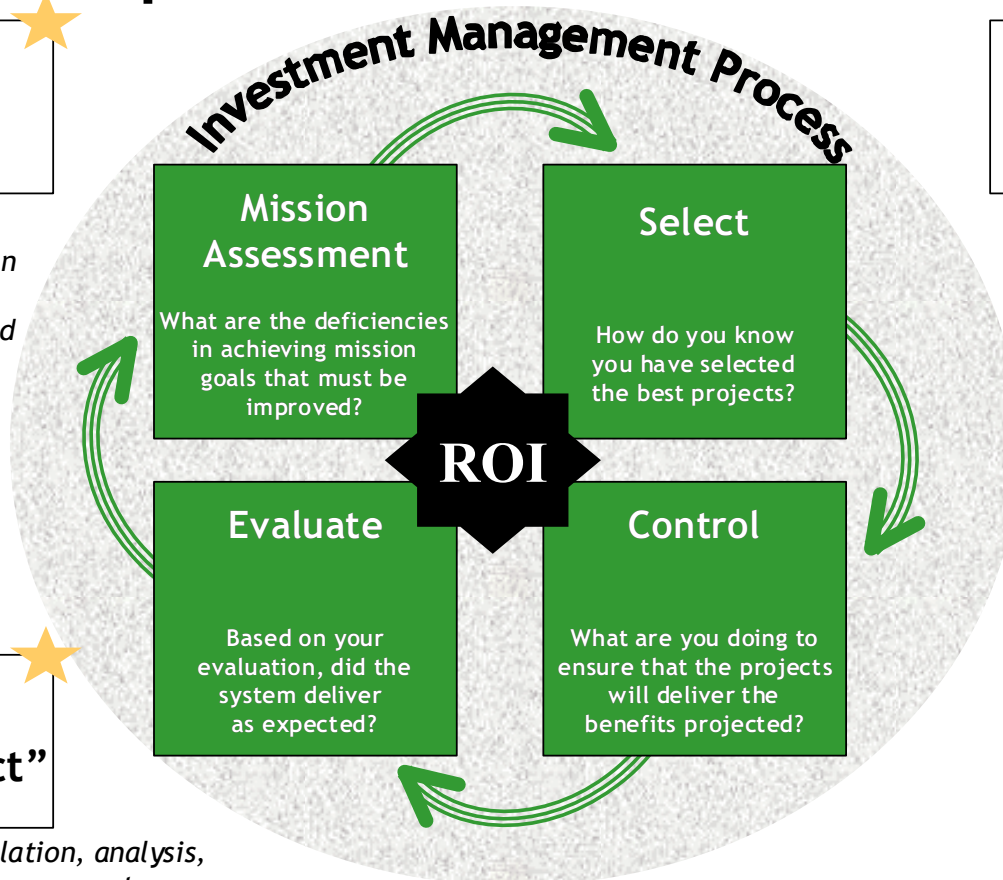 Investment Management Process
Mission
Assessment
What are the deficiencies
in achieving mission
goals that must be
improved?
Select
How do you know
you have selected
the best projects?
ROI
Evaluate
Based on your
evaluation, did the
system deliver
as expected?
Control
What are you doing to
ensure that the projects
will deliver the
benefits projected?
analysis,